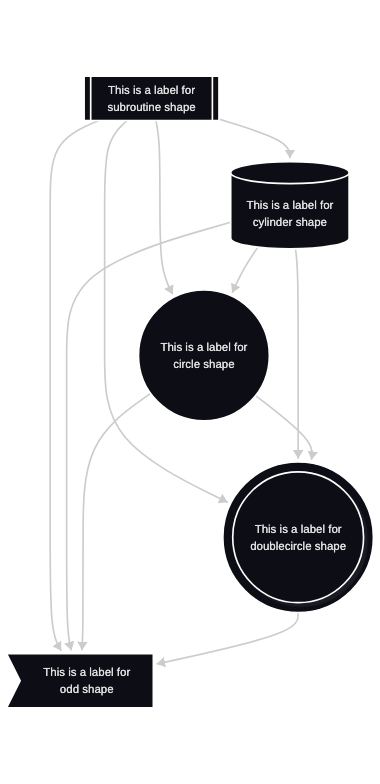 This is a label for
subroutine shape
This is a label for
cylinder shape
This is a label for
circle shape
This is a label for
doublecircle shape
This is a label for
odd shape